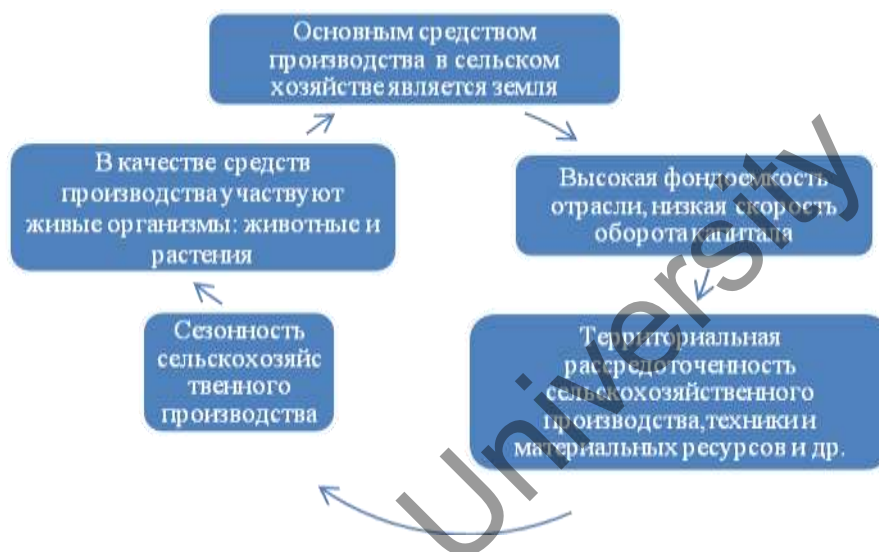 Основным средством
производства в сельском
хозяйстве является земля
В качестве средств
производства участвуют
живые организмы: животные и
растения
Высокая фондоемкость
отрасли, низкая скорость
оборота капитала
Сезонность
сельскохозяйс
твенного
производства
Территориальная
рассредоточенность
сельскохозяйственного
производства,техники и
материальных ресурсов и др.
University